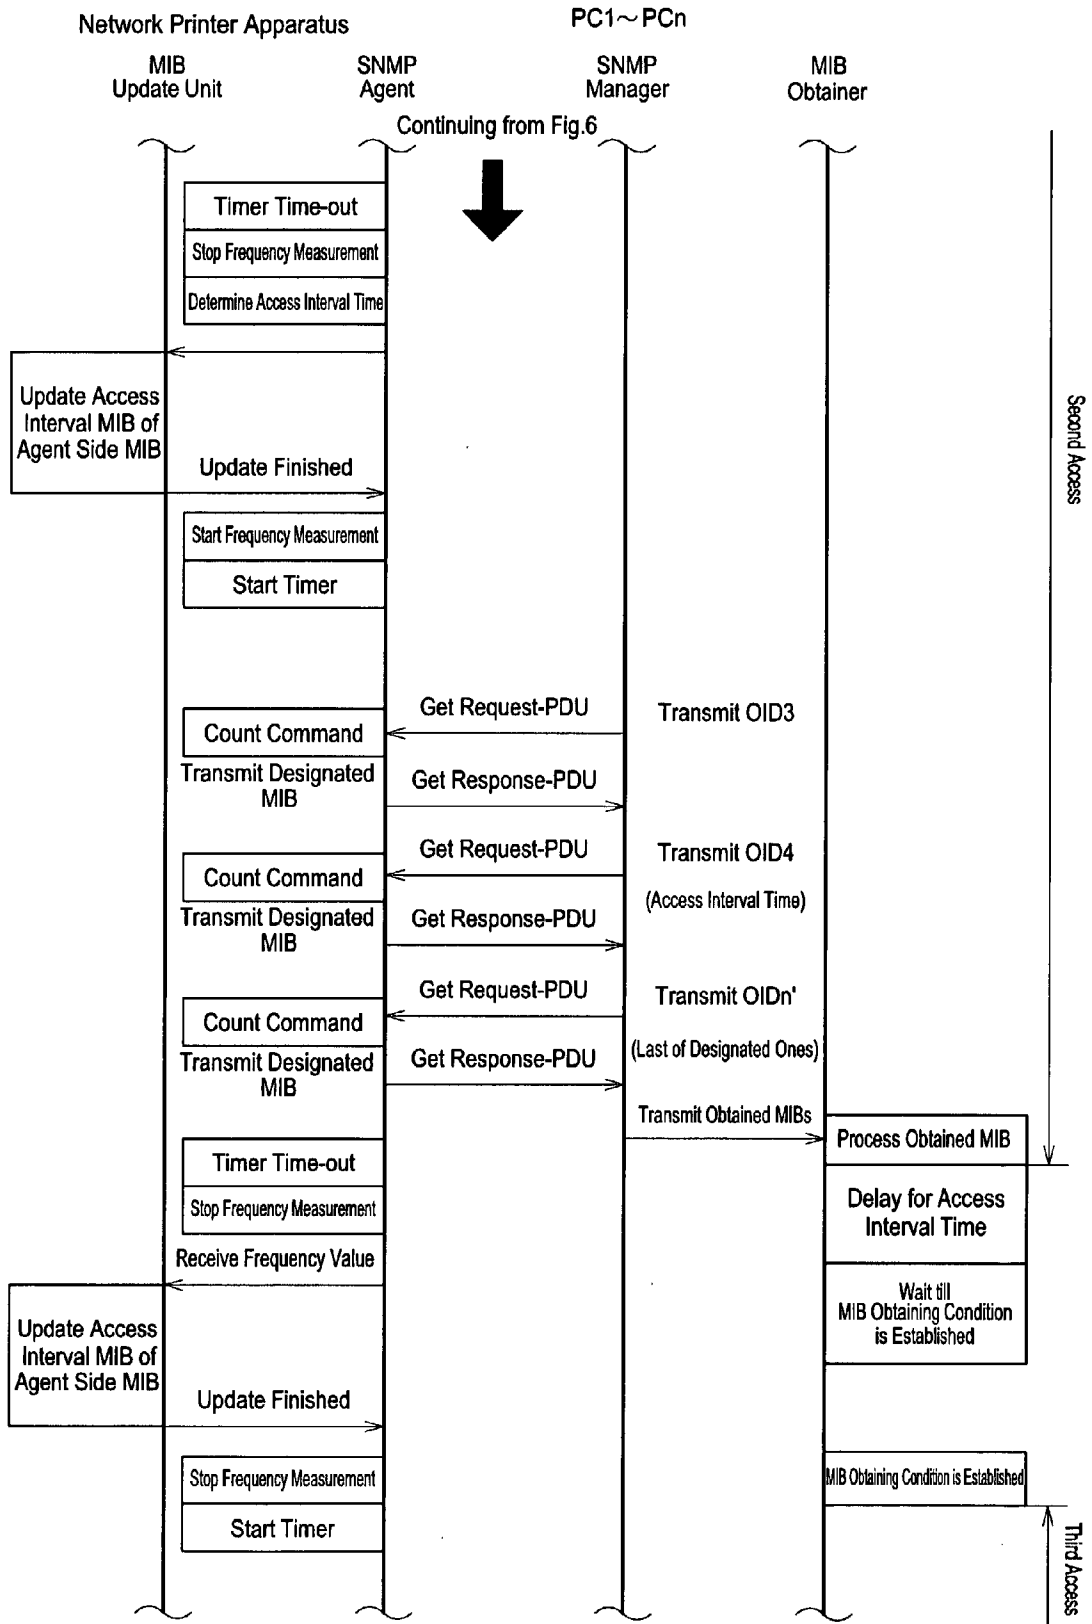 Network Printer Apparatus
PC1～PCn
MIB
Update Unit
SNMP
Agent
SNMP
Manager
MIB
Obtainer
Continuing from Fig.6
Timer Time-out
Stop Frequency Measurement
Determine Access Interval Time
Update Access
Interval MIB of
Agent Side MIB
Update Finished
Start Frequency Measurement
Start Timer
Second Access
Get Request-PDU
Transmit OID3
Count Command
Transmit Designated
MIB
Get Response-PDU
Get Request-PDU
Transmit OID4
Count Command
(Access Interval Time)
Transmit Designated
MIB
Get Response-PDU
Get Request-PDU
Transmit OIDn'
Count Command
(Last of Designated Ones)
Transmit Designated
MIB
Get Response-PDU
Transmit Obtained MIBs
Process Obtained MIB
Timer Time-out
Stop Frequency Measurement
Delay for Access
Interval Time
Receive Frequency Value
Wait till
MIB Obtaining Condition
is Established
Update Access
Interval MIB of
Agent Side MIB
Update Finished
Stop Frequency Measurement
MIB Obtaining Condition is Established
Start Timer
Third Access